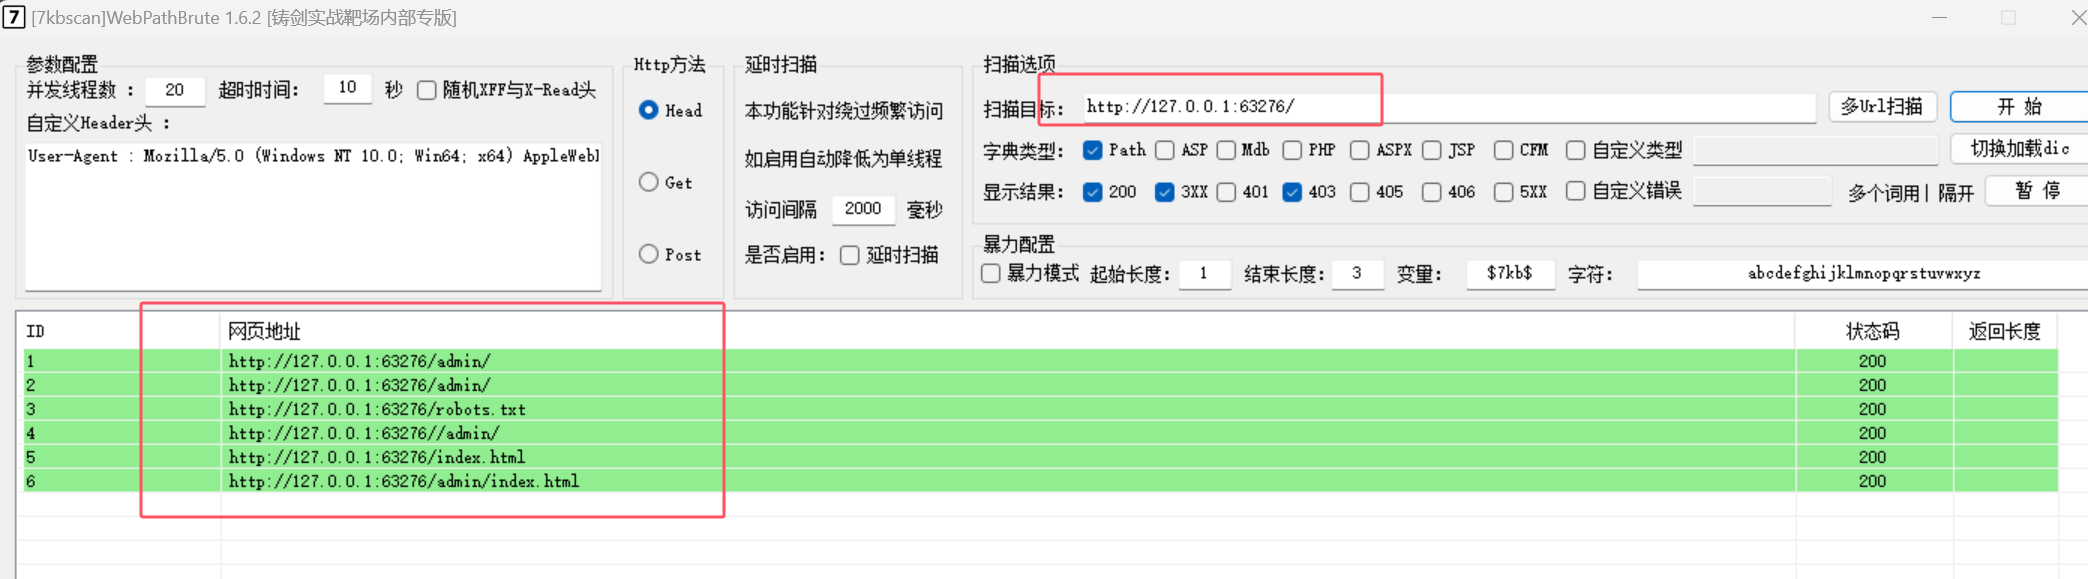 7 [7kbscan]WebPathBrute 1.6.2 [铸剑实战靶场内部专版]
参数配置
并发线程数 : 20 超时时间: 10 秒 随机XFF与X-Read头
自定义Header头 :
User-Agent : Mozilla/5.0 (Windows NT 10.0; Win64; x64) AppleWebl
Http方法
Head
Get
Post
延时扫描
本功能针对绕过频繁访问
如启用自动降低为单线程
访问间隔 2000 毫秒
是否启用: 延时扫描
扫描选项
扫描目标: http://127.0.0.1:63276/ 多Url扫描 开 始
字典类型: Path ASP Mdb PHP ASPX JSP CFM 自定义类型 切换加载dic
显示结果: 200 3XX 401 403 405 406 5XX 自定义错误 多个词用| 隔开 暂 停
暴力配置
暴力模式 起始长度: 1 结束长度: 3 变量: $7kb$ 字符: abcdefghijklmnopqrstuvwxyz
ID 网页地址 状态码 返回长度
1 http://127.0.0.1:63276/admin/ 200
2 http://127.0.0.1:63276/admin/ 200
3 http://127.0.0.1:63276/robots.txt 200
4 http://127.0.0.1:63276//admin/ 200
5 http://127.0.0.1:63276/index.html 200
6 http://127.0.0.1:63276/admin/index.html 200